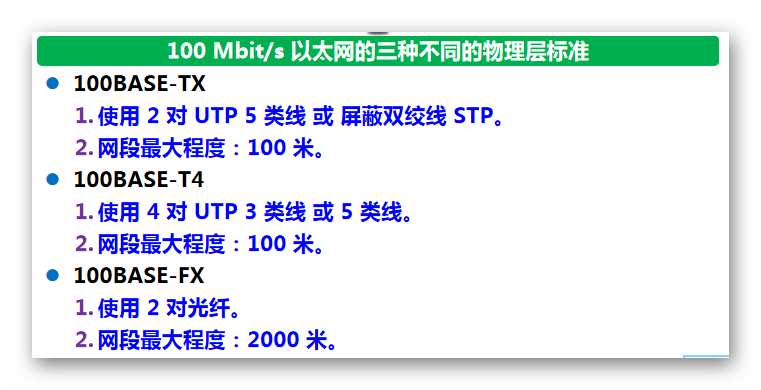 100 Mbit/s 以太网的三种不同的物理层标准
● 100BASE-TX
1. 使用 2 对 UTP 5 类线 或 屏蔽双绞线 STP。
2. 网段最大程度：100 米。
● 100BASE-T4
1. 使用 4 对 UTP 3 类线 或 5 类线。
2. 网段最大程度：100 米。
● 100BASE-FX
1. 使用 2 对光纤。
2. 网段最大程度：2000 米。